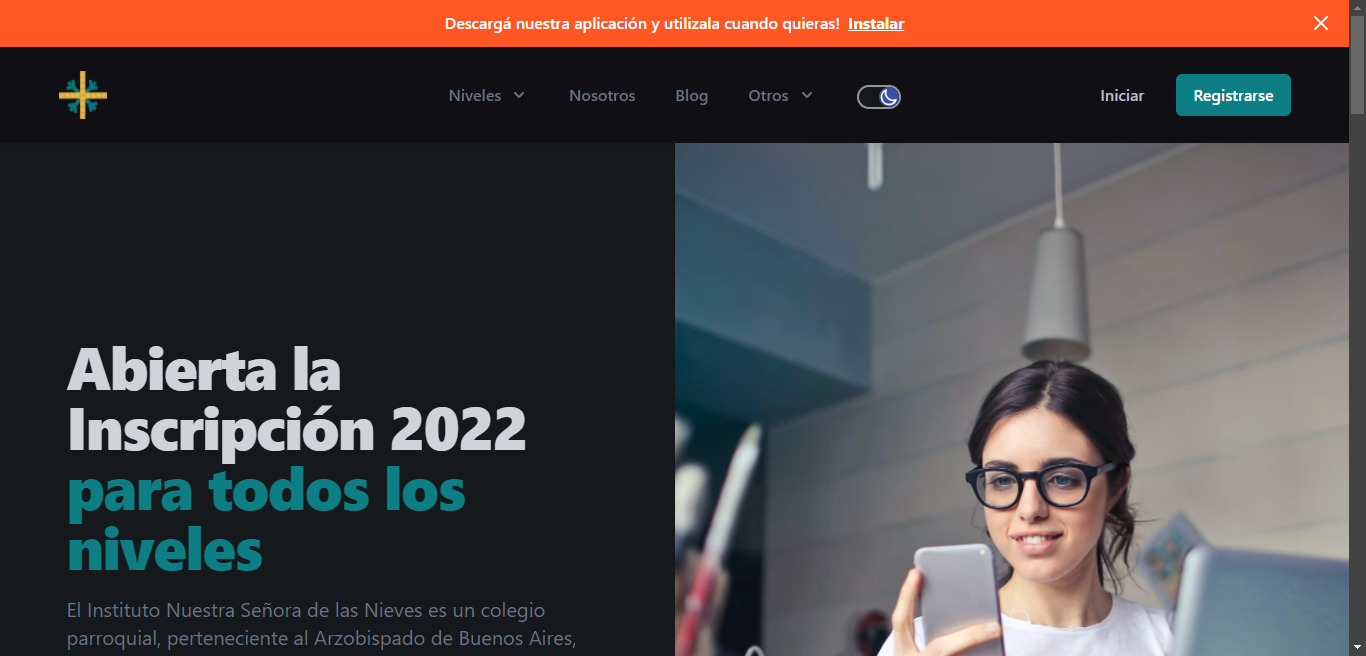 Descargá nuestra aplicación y utilizala cuando quieras! Instalar
Niveles Nosotros Blog Otros Iniciar Registrarse
Abierta la
Inscripción 2022
para todos los
niveles
El Instituto Nuestra Señora de las Nieves es un colegio
parroquial, perteneciente al Arzobispado de Buenos Aires,